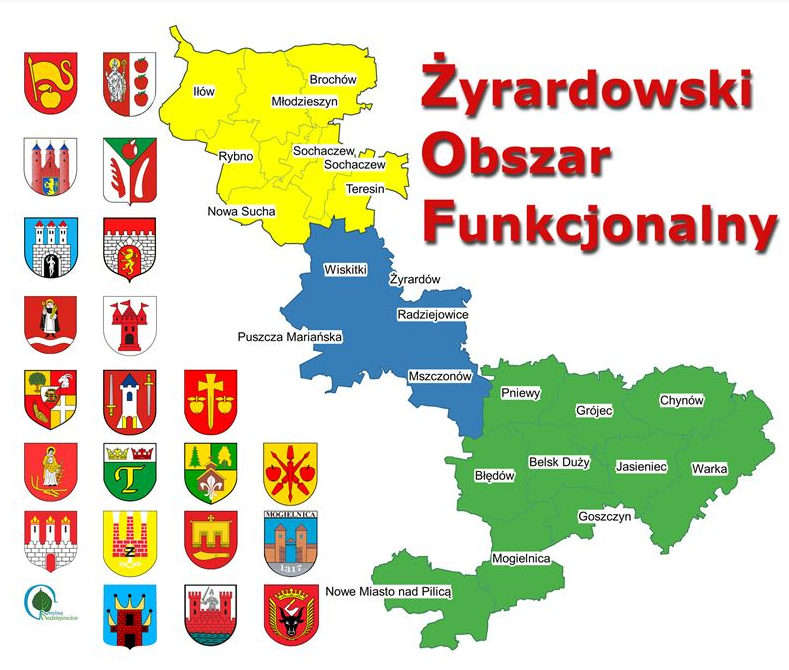 Żyrardowski
Obszar
Funkcjonalny
Iłów
Brochów
Młodzieszyn
Rybno
Sochaczew
Sochaczew
Teresin
Nowa Sucha
Wiskitki
Żyrardów
Radziejowice
Puszcza Mariańska
Mszczonów
Pniewy
Grójec
Chynów
Błędów
Belsk Duży
Jasieniec
Warka
Goszczyn
Mogielnica
Nowe Miasto nad Pilicą
T
Z
MOGIELNICA
1317